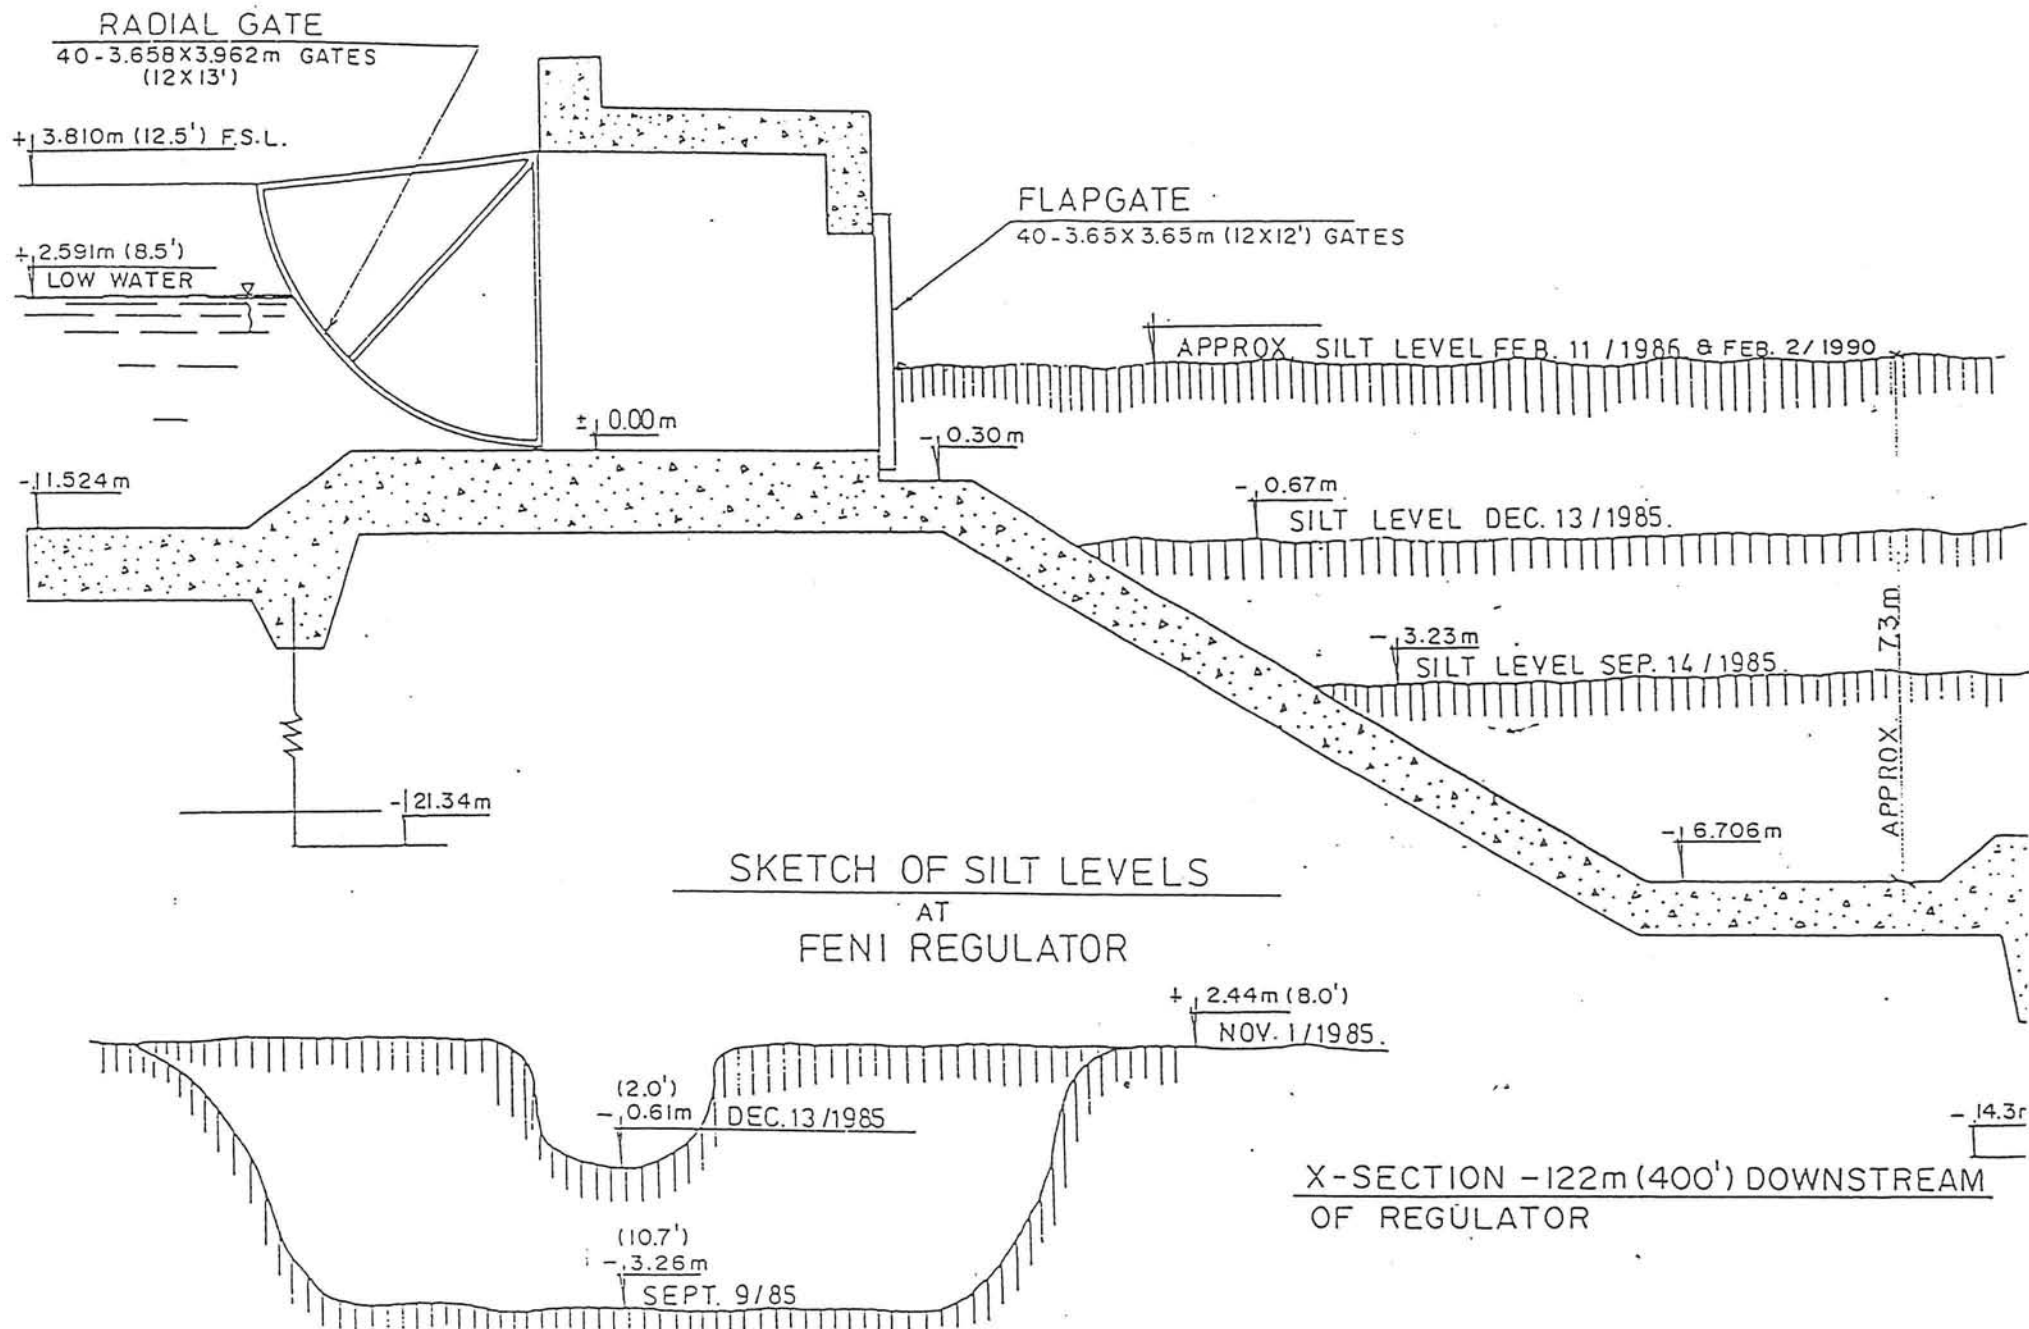 RADIAL GATE
40-3.658X3.962m GATES
(12X13')
+ 3.810m (12.5') F.S.L.
+ 2.591m (8.5')
LOW WATER
FLAPGATE
40-3.65X3.65m (12X12') GATES
APPROX. SILT LEVEL FEB. 11 /1986 & FEB. 2/1990
± 0.00m
- 0.30m
- 1.524m
- 0.67m
SILT LEVEL DEC. 13 /1985.
- 3.23m
SILT LEVEL SEP. 14 /1985.
APPROX. 7.3m
- 21.34m
- 6.706m
SKETCH OF SILT LEVELS
AT
FENI REGULATOR
+ 2.44m (8.0')
NOV. 1/1985.
(2.0')
- 0.61m DEC. 13 /1985
- 14.3
X-SECTION -122m (400') DOWNSTREAM
OF REGULATOR
(10.7')
- 3.26m
SEPT. 9/85